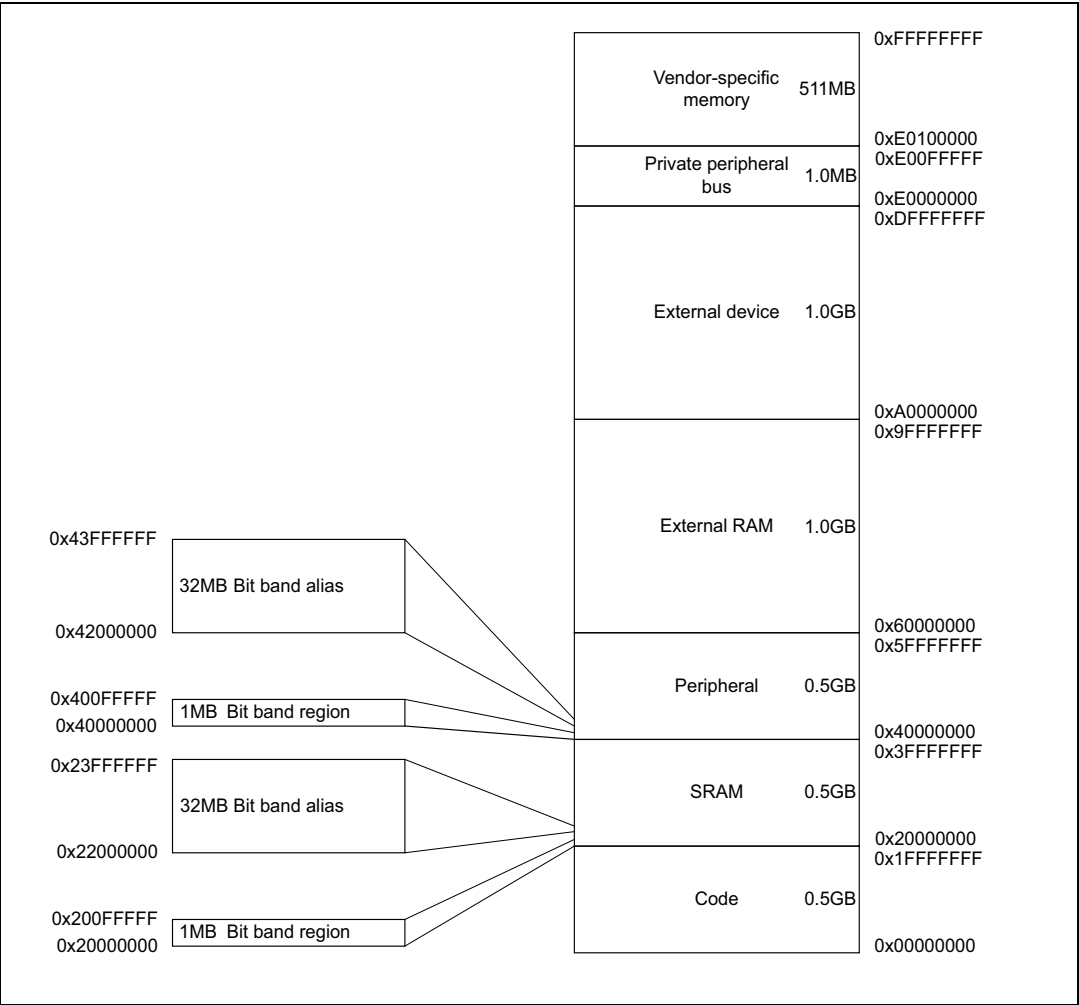 0xFFFFFFFF
Vendor-specific
memory
511MB
0xE0100000
0xE00FFFFF
Private peripheral
bus
1.0MB
0xE0000000
0xDFFFFFFF
External device 1.0GB
0xA0000000
0x9FFFFFFF
External RAM 1.0GB
0x60000000
0x5FFFFFFF
Peripheral 0.5GB
0x40000000
0x3FFFFFFF
SRAM 0.5GB
0x20000000
0x1FFFFFFF
Code 0.5GB
0x00000000
0x43FFFFFF
32MB Bit band alias
0x42000000
0x400FFFFF
1MB Bit band region
0x40000000
0x23FFFFFF
32MB Bit band alias
0x22000000
0x200FFFFF
1MB Bit band region
0x20000000